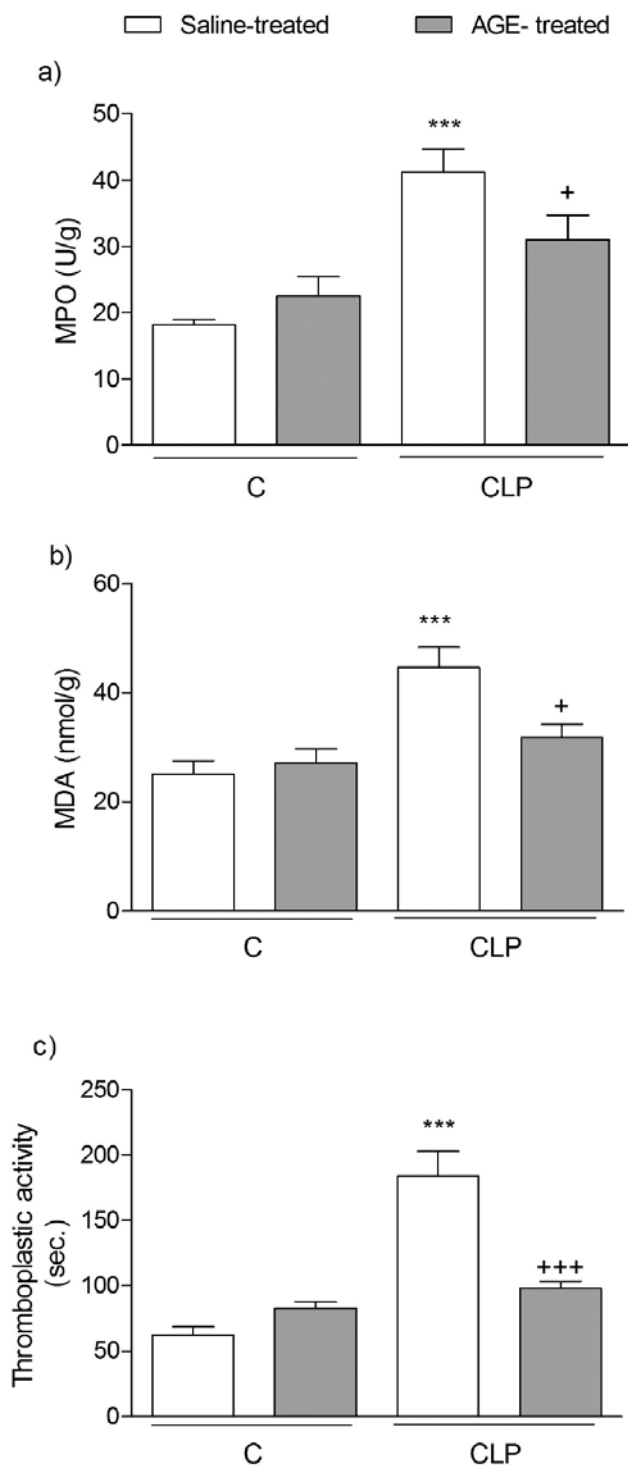 Saline-treated AGE- treated
a)
MPO (U/g)
50
40
30
20
10
0
***
+
C CLP
b)
MDA (nmol/g)
60
40
20
0
***
+
C CLP
c)
Thromboplastic activity
(sec.)
250
200
150
100
50
0
***
+++
C CLP